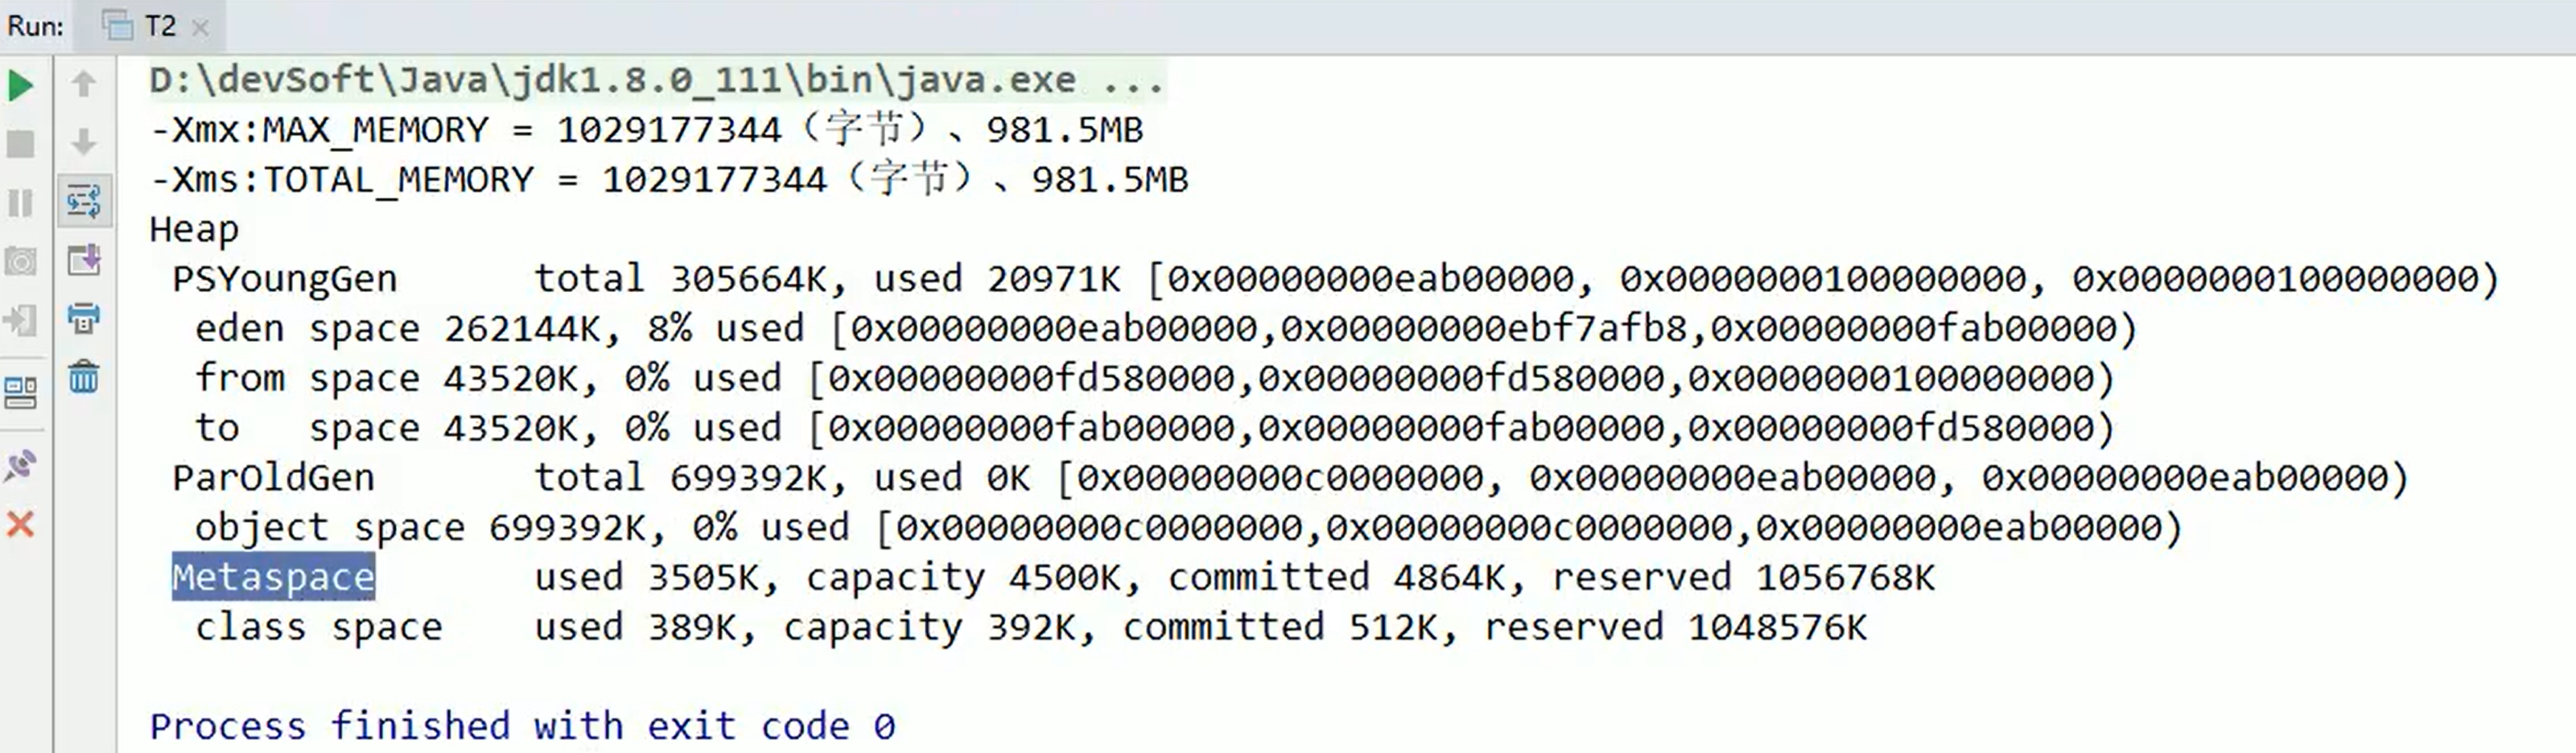 Run: T2
D:\devSoft\Java\jdk1.8.0_111\bin\java.exe ...
-Xmx:MAX_MEMORY = 1029177344（字节）、981.5MB
-Xms:TOTAL_MEMORY = 1029177344（字节）、981.5MB
Heap
 PSYoungGen      total 305664K, used 20971K [0x00000000eab00000, 0x0000000100000000, 0x0000000100000000)
  eden space 262144K, 8% used [0x00000000eab00000,0x00000000ebf7afb8,0x00000000fab00000)
  from space 43520K, 0% used [0x00000000fd580000,0x00000000fd580000,0x0000000100000000)
  to   space 43520K, 0% used [0x00000000fab00000,0x00000000fab00000,0x00000000fd580000)
 ParOldGen       total 699392K, used 0K [0x00000000c0000000, 0x00000000eab00000, 0x00000000eab00000)
  object space 699392K, 0% used [0x00000000c0000000,0x00000000c0000000,0x00000000eab00000)
 Metaspace       used 3505K, capacity 4500K, committed 4864K, reserved 1056768K
  class space    used 389K, capacity 392K, committed 512K, reserved 1048576K
Process finished with exit code 0